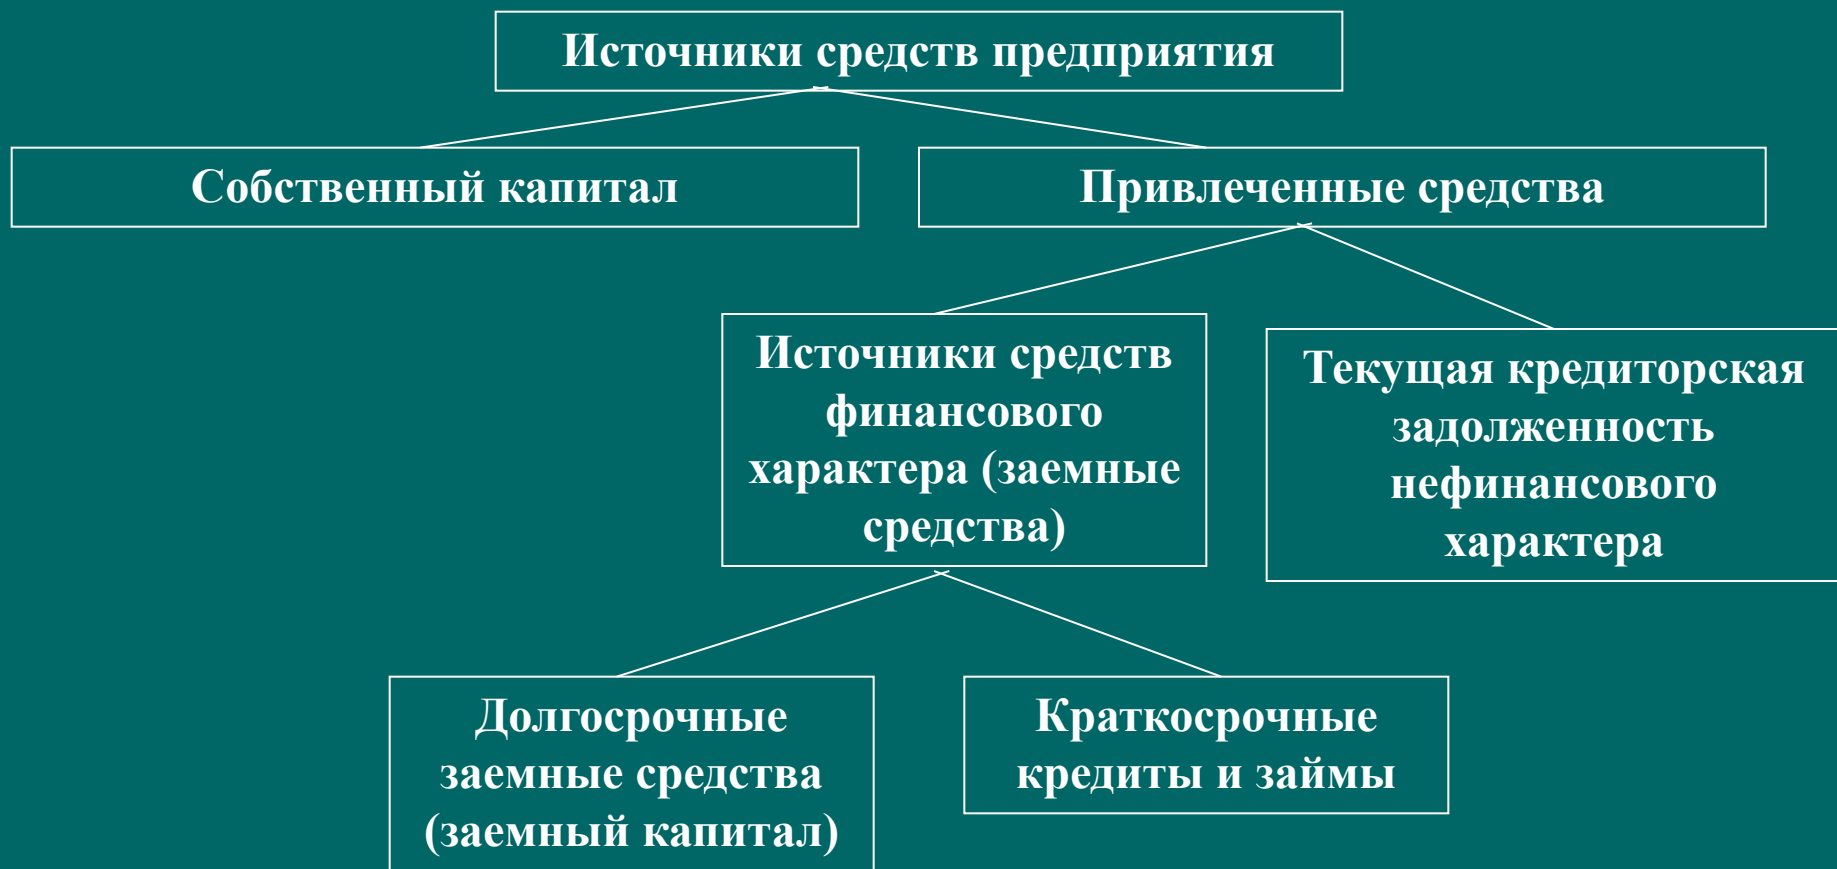 Источники средств предприятия
Собственный капитал
Привлеченные средства
Источники средств
финансового
характера (заемные
средства)
Текущая кредиторская
задолженность
нефинансового
характера
Долгосрочные
заемные средства
(заемный капитал)
Краткосрочные
кредиты и займы